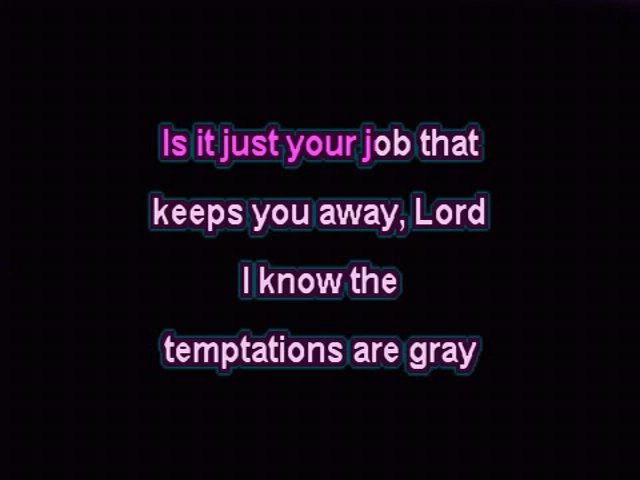 Is it just your job that
keeps you away, Lord
I know the
temptations are gray